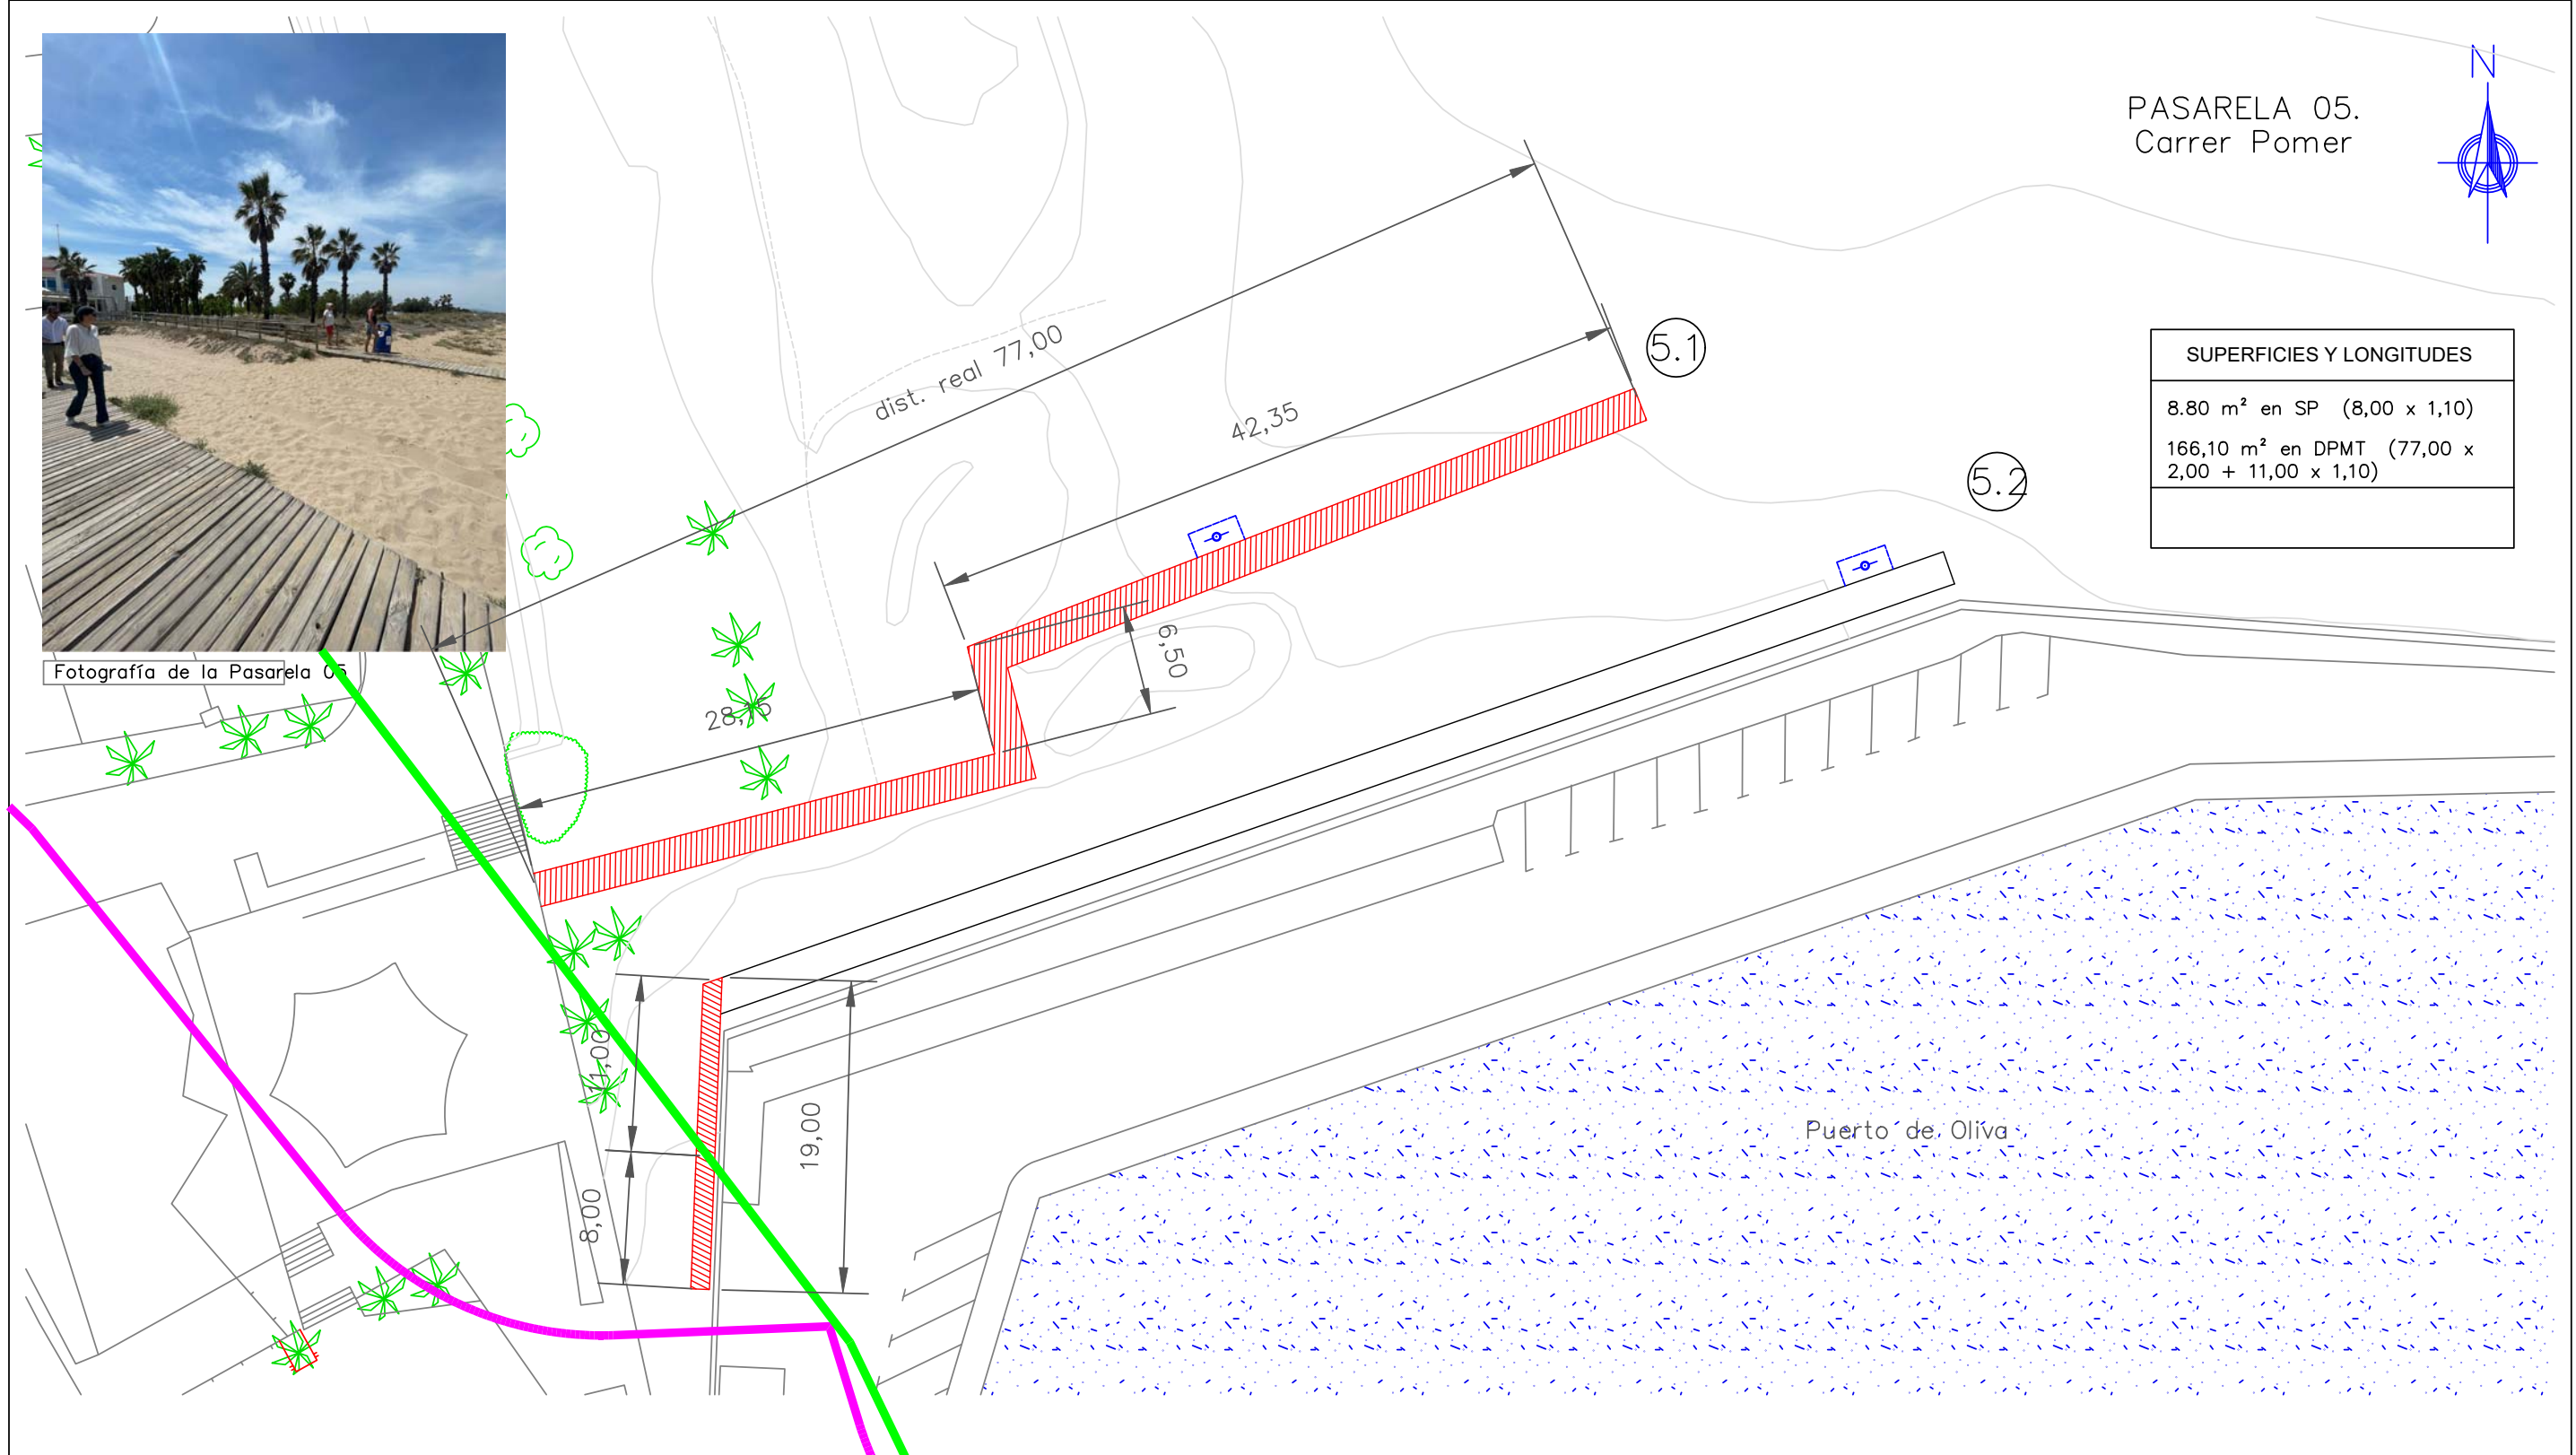 N
PASARELA 05.
Carrer Pomer
dist. real 77,00
5.1
42,35
SUPERFICIES Y LONGITUDES
8.80 m² en SP (8,00 x 1,10)
166,10 m² en DPMT (77,00 x
2,00 + 11,00 x 1,10)
5.2
6,50
Fotografía de la Pasarela 05
28,15
11,00
19,00
8,00
Puerto de Oliva